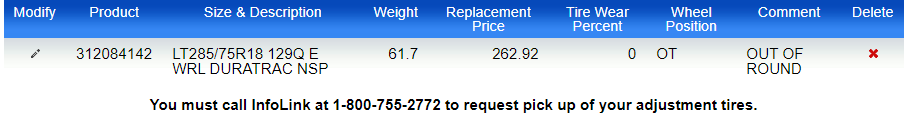 Modify Product Size & Description Weight Replacement Price Tire Wear Percent Wheel Position Comment Delete
312084142 LT285/75R18 129Q E 61.7 262.92 0 OT OUT OF
WRL DURATRAC NSP ROUND
You must call InfoLink at 1-800-755-2772 to request pick up of your adjustment tires.